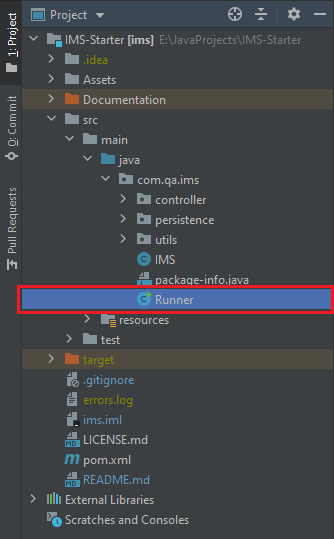 1: Project
0: Commit
Pull Requests
Project
IMS-Starter [ims] E:\JavaProjects\IMS-Starter
.idea
Assets
Documentation
src
main
java
com.qa.ims
controller
persistence
utils
IMS
package-info.java
Runner
resources
test
target
.gitignore
errors.log
ims.iml
LICENSE.md
pom.xml
README.md
External Libraries
Scratches and Consoles